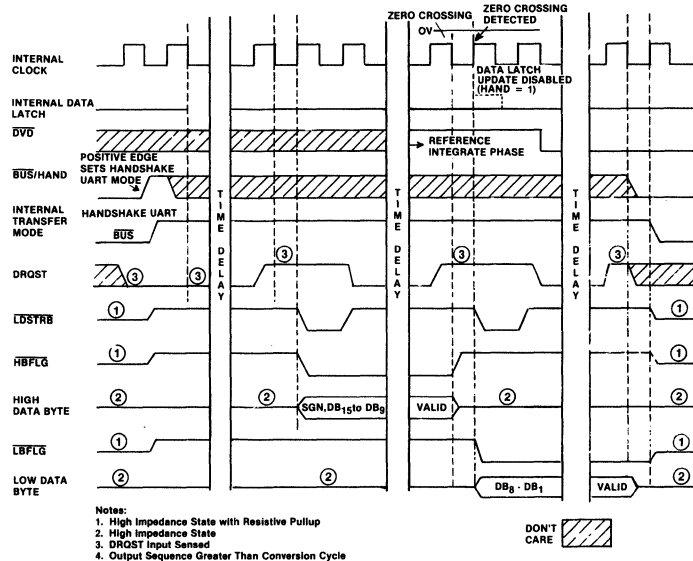 ZERO CROSSING
ZERO CROSSING
DETECTED
OV
INTERNAL
CLOCK
DATA LATCH
UPDATE DISABLED
(HAND = 1)
INTERNAL DATA
LATCH
DVD
REFERENCE
INTEGRATE PHASE
POSITIVE EDGE
SETS HANDSHAKE
UART MODE
BUS/HAND
INTERNAL
TRANSFER
MODE
HANDSHAKE UART
BUS
TIME DELAY
TIME DELAY
TIME DELAY
DRQST
3
3
3
3
3
LDSTRB
1
1
HBFLG
1
1
HIGH
DATA BYTE
2
2
SGN, DB15 to DB9
VALID
2
2
LBFLG
1
1
LOW DATA
BYTE
2
2
DB8 - DB1
VALID
2
Notes:
1. High Impedance State with Resistive Pullup
2. High Impedance State
3. DRQST Input Sensed
4. Output Sequence Greater Than Conversion Cycle
DON'T
CARE